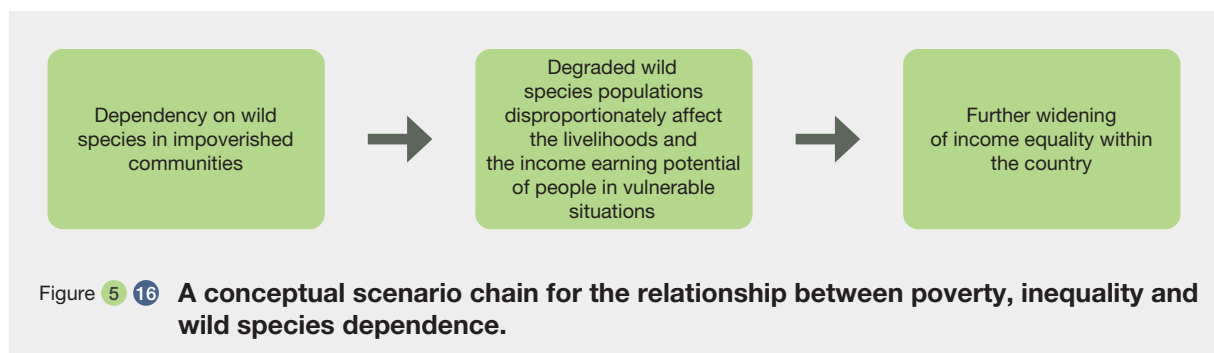 Dependency on wild
species in impoverished
communities
Degraded wild
species populations
disproportionately affect
the livelihoods and
the income earning potential
of people in vulnerable
situations
Further widening
of income equality within
the country
Figure 5 16 A conceptual scenario chain for the relationship between poverty, inequality and
wild species dependence.